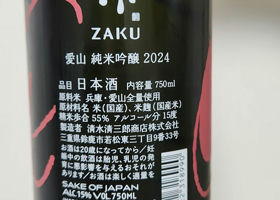 ZAKU
愛山 純米吟醸 2024
品目 日本酒 内容量 750ml
原料米 兵庫・愛山全量使用
原材料名 米(国産)、米麹(国産米)
精米歩合 55% アルコール分 15度
製造者 清水清三郎商店株式会社
三重県鈴鹿市若松東三丁目9番33号
お酒は20歳になってから/妊
娠中の飲酒は胎児、乳児の発
育に悪影響を与えるおそれが
あります/お酒は楽しく適量を
SAKE OF JAPAN
ALC.15% VOL.750ML